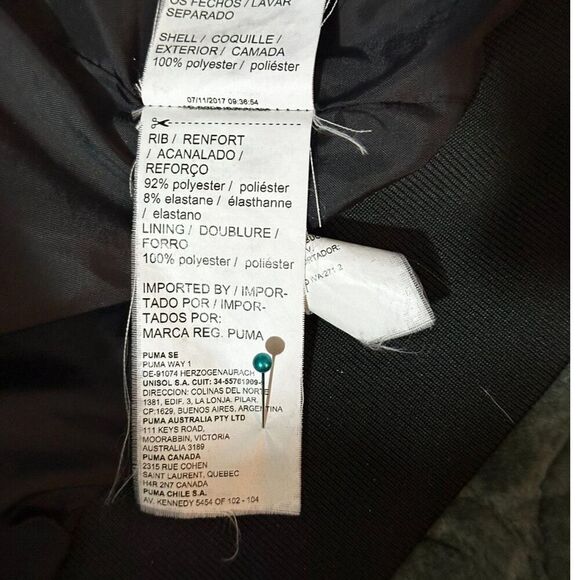 OS FECHOS / LAVAR
SEPARADO
SHELL / COQUILLE /
EXTERIOR / CAMADA
100% polyester / poliéster
07/11/2017 09:36:54
RIB / RENFORT
/ ACANALADO /
REFORÇO
92% polyester / poliéster
8% elastane / élasthanne
/ elastano
LINING / DOUBLURE /
FORRO
100% polyester / poliéster
IMPORTED BY / IMPOR-
TADO POR / IMPOR-
TADOS POR:
MARCA REG. PUMA
PUMA SE
PUMA WAY 1
DE-91074 HERZOGENAURACH
UNISOL S.A. CUIT: 34-55761909-
DIRECCION: COLINAS DEL NORTE
1381, EDIF. 3, LA LONJA, PILAR,
CP:1629, BUENOS AIRES, ARGENTINA
PUMA AUSTRALIA PTY LTD
111 KEYS ROAD,
MOORABBIN, VICTORIA
AUSTRALIA 3189
PUMA CANADA
2315 RUE COHEN
SAINT LAURENT, QUEBEC
H4R 2N7 CANADA
PUMA CHILE S.A.
AV. KENNEDY 5454 OF 102 - 104
RTADOR: